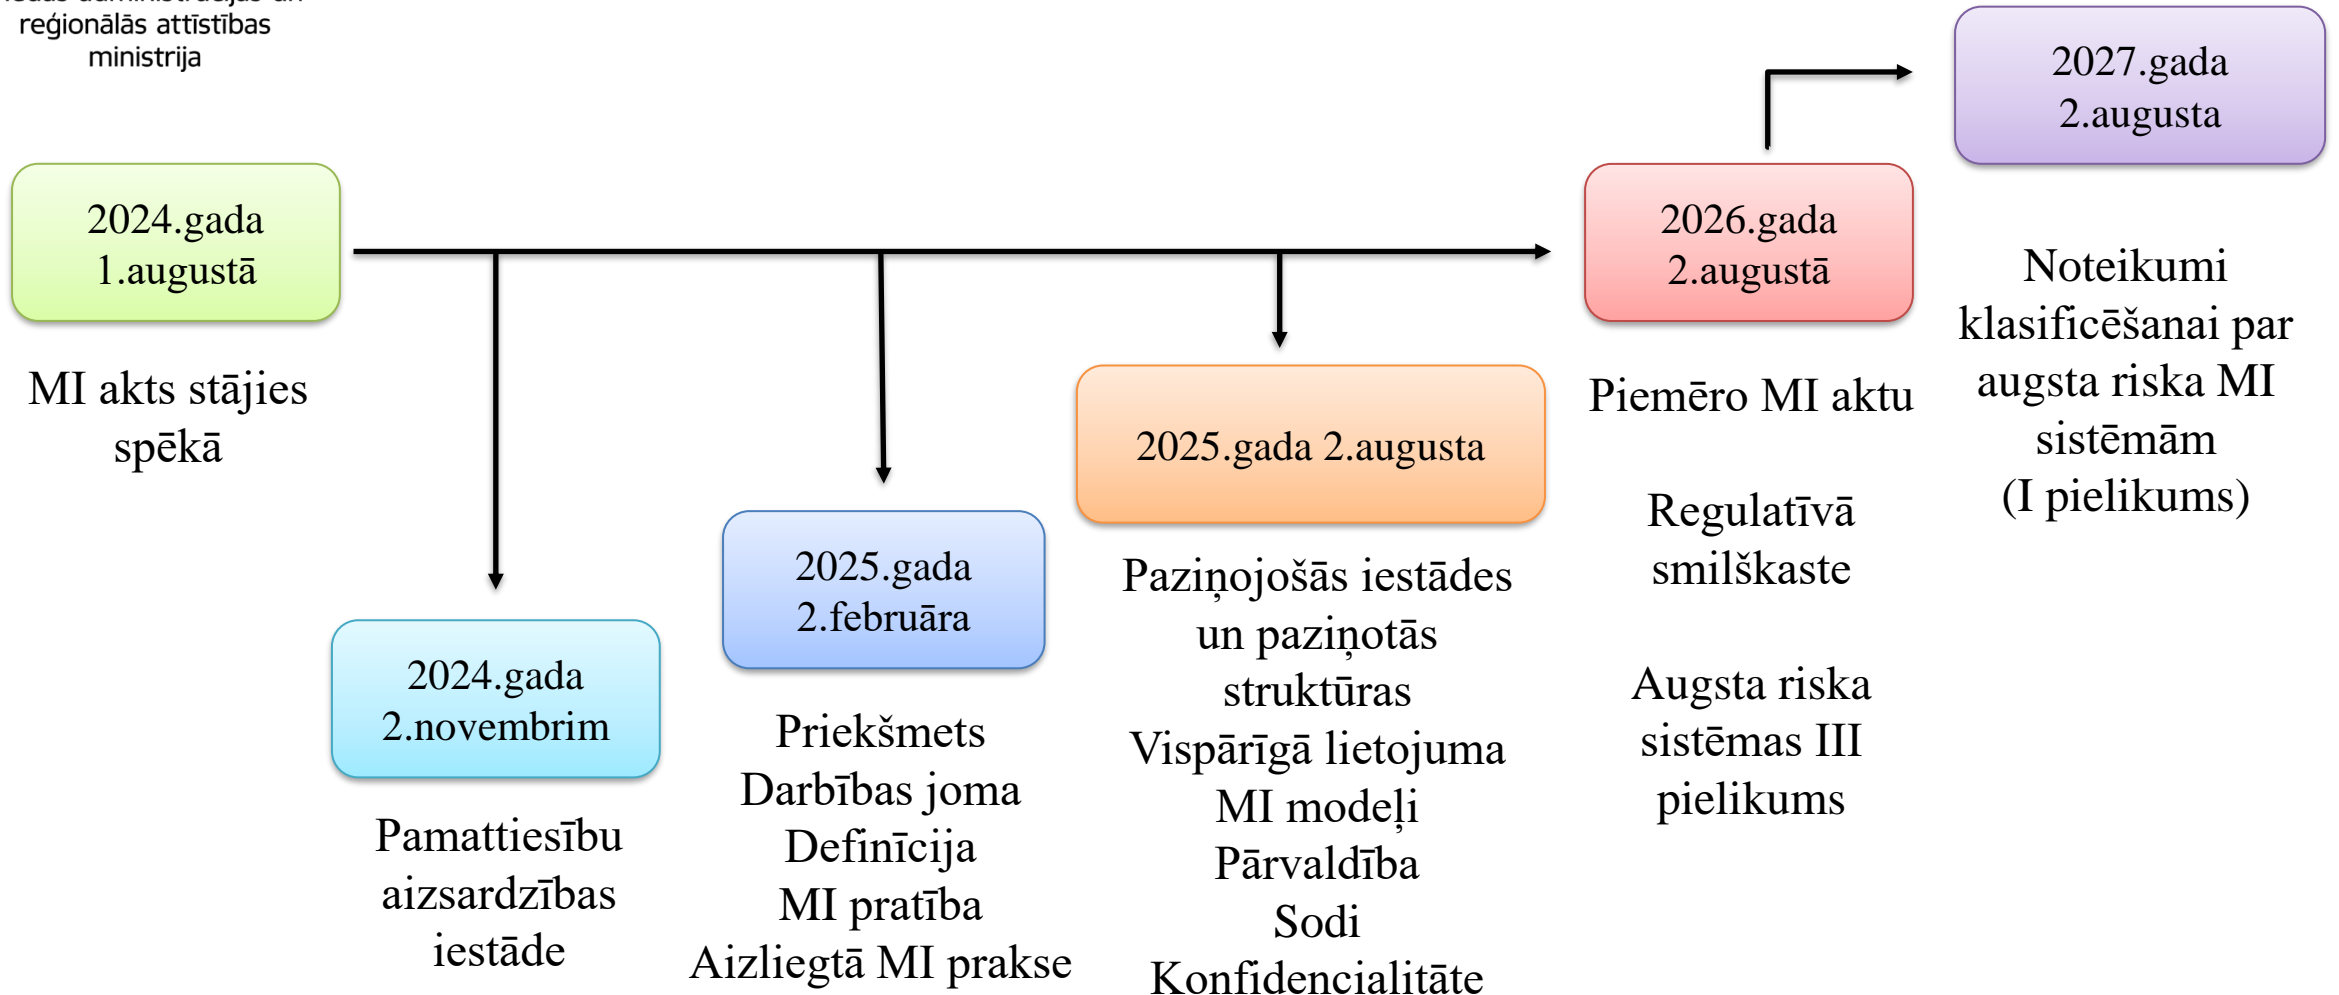 reģionālās attīstības
ministrija
2024.gada
1.augustā
MI akts stājies
spēkā
2024.gada
2.novembrim
Pamattiesību
aizsardzības
iestāde
2025.gada
2.februāra
Priekšmets
Darbības joma
Definīcija
MI pratība
Aizliegtā MI prakse
2025.gada 2.augusta
Paziņojošās iestādes
un paziņotās
struktūras
Vispārīgā lietojuma
MI modeļi
Pārvaldība
Sodi
Konfidencialitāte
2026.gada
2.augustā
Piemēro MI aktu
Regulatīvā
smilškaste
Augsta riska
sistēmas III
pielikums
2027.gada
2.augusta
Noteikumi
klasificēšanai par
augsta riska MI
sistēmām
(I pielikums)